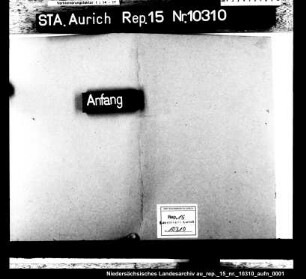 STA. Aurich Rep.15 Nr.10310
Anfang
Rep. 15
10310
Niedersächsisches Landesarchiv au_rep._15_nr._10310_aufn_0001